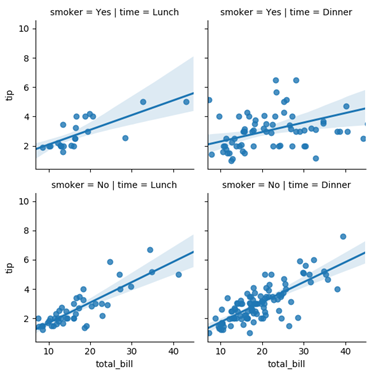 smoker = Yes | time = Lunch
smoker = Yes | time = Dinner
10
8
6
4
2
tip
smoker = No | time = Lunch
smoker = No | time = Dinner
10
8
6
4
2
tip
10 20 30 40
10 20 30 40
total_bill
total_bill